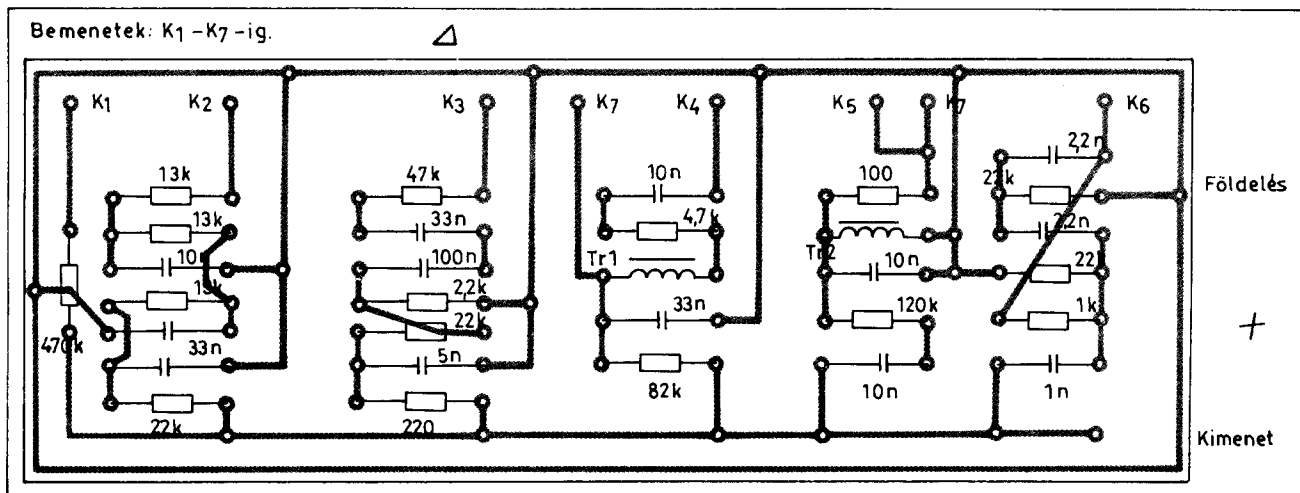 Bemenetek: K1 -K7 -ig.
K1 K2 K3 K7 K4 K5 K7 K6
2,2n
13k 47k 10n 100 22k
Földelés
13k 33n 4,7k 2,2n
10n 100n Tr1 Tr2 10n 22k
13k 2,2k 33n 120k 1k
470k 33n 22k
5n 82k 10n 1n
22k 220
Kimenet